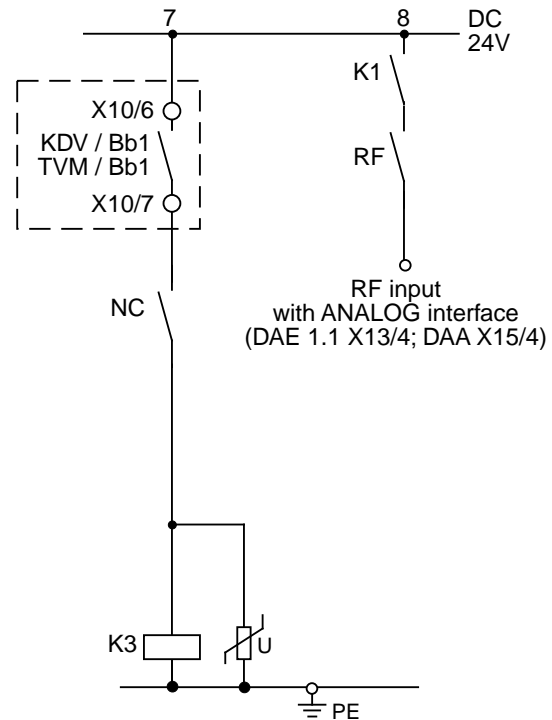 7
8
DC
24V
K1
X10/6
KDV / Bb1
TVM / Bb1
RF
X10/7
RF input
with ANALOG interface
(DAE 1.1 X13/4; DAA X15/4)
NC
K3
U
PE